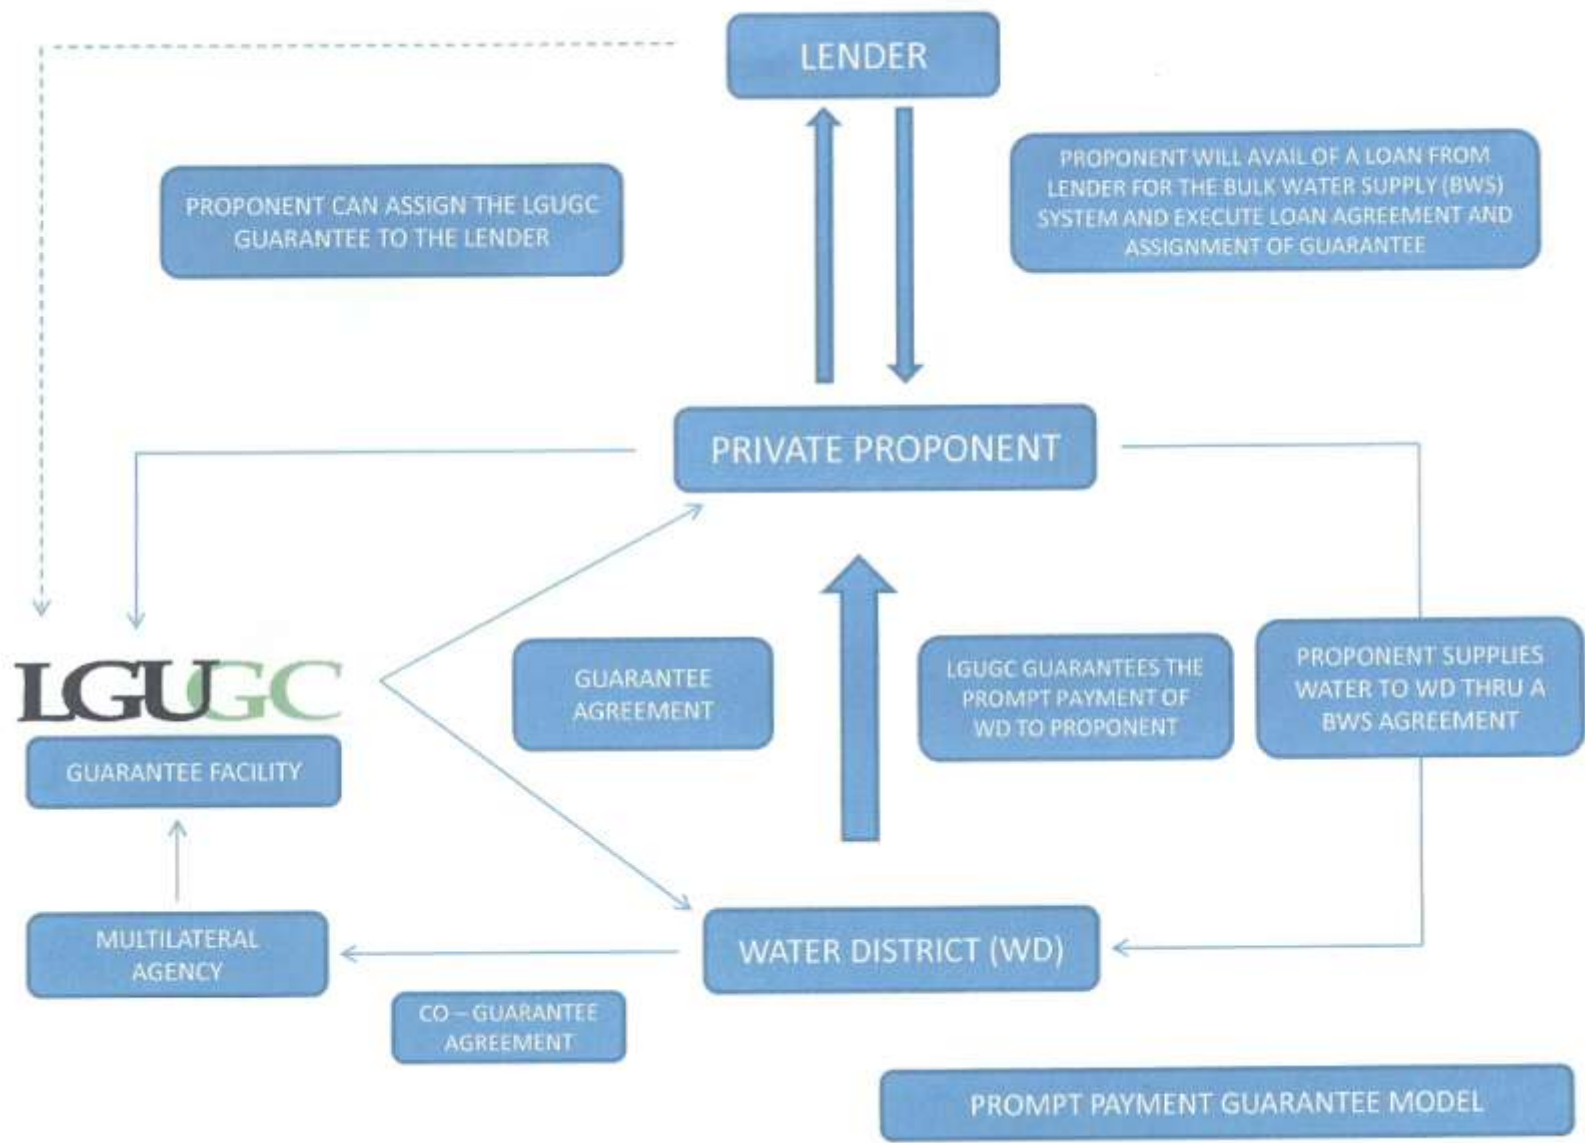 LENDER
PROPONENT CAN ASSIGN THE LGUGC
GUARANTEE TO THE LENDER
PROPONENT WILL AVAIL OF A LOAN FROM
LENDER FOR THE BULK WATER SUPPLY (BWS)
SYSTEM AND EXECUTE LOAN AGREEMENT AND
ASSIGNMENT OF GUARANTEE
PRIVATE PROPONENT
LGUGC
GUARANTEE FACILITY
GUARANTEE
AGREEMENT
LGUGC GUARANTEES THE
PROMPT PAYMENT OF
WD TO PROPONENT
PROPONENT SUPPLIES
WATER TO WD THRU A
BWS AGREEMENT
MULTILATERAL
AGENCY
WATER DISTRICT (WD)
CO – GUARANTEE
AGREEMENT
PROMPT PAYMENT GUARANTEE MODEL